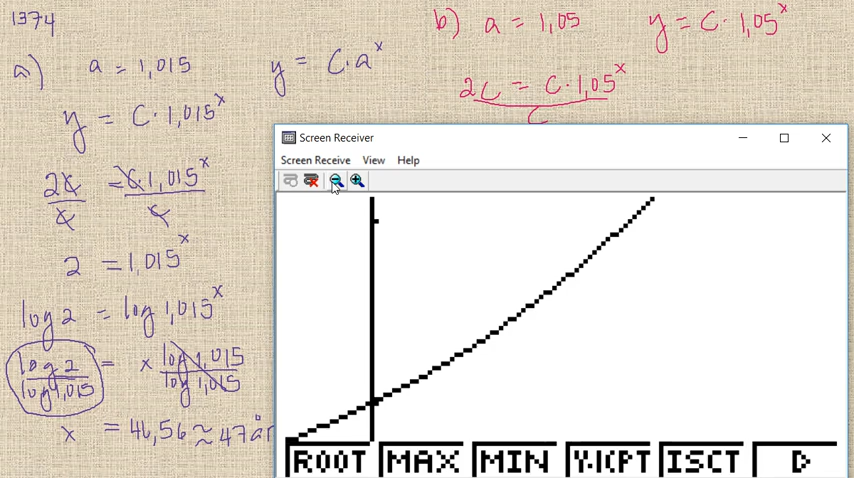 1374
a) a = 1,015 y = C·a^x
y = C·1,015^x
2C/C = C·1,015^x/C
2 = 1,015^x
log 2 = log 1,015^x
log 2/log 1,015 = x log 1,015/log 1,015
x = 46,56 ≈ 47 år
b) a = 1,05 y = C·1,05^x
2C = C·1,05^x
C
Screen Receiver
Screen Receive View Help
ROOT MAX MIN Y-ICPT ISCT D